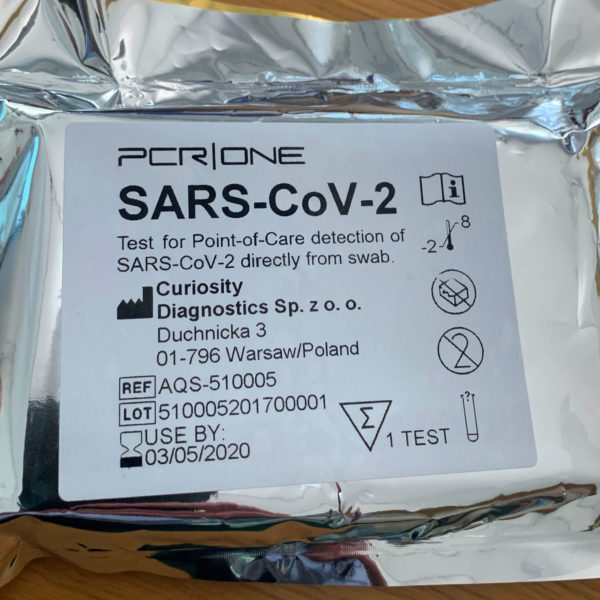 PCR|ONE
SARS-CoV-2
Test for Point-of-Care detection of
SARS-CoV-2 directly from swab.
Curiosity
Diagnostics Sp. z o. o.
Duchnicka 3
01-796 Warsaw/Poland
REF AQS-510005
LOT 510005201700001
USE BY:
03/05/2020
i
-2 8
2
Σ 1 TEST
?